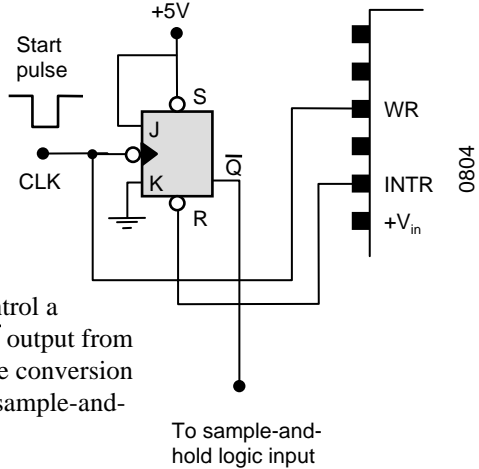 +5V
Start
pulse
S
J
WR
CLK
K
Q̅
INTR
0804
R
+Vin
ntrol a
output from
e conversion
sample-and-
To sample-and-
hold logic input